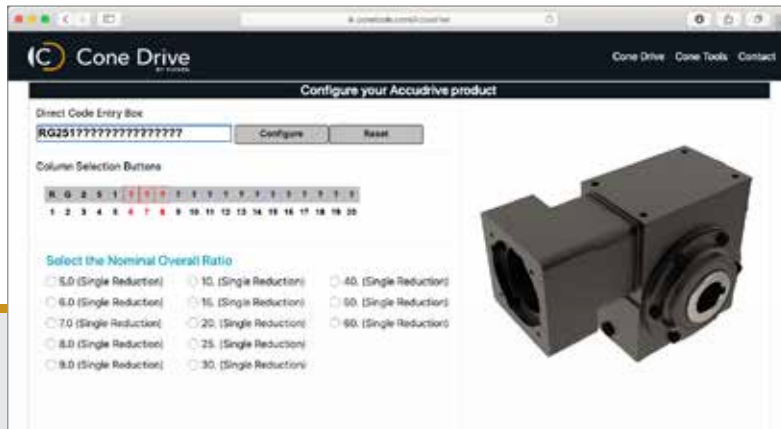 Cone Drive
Cone Drive Cone Tools Contact
Configure your Accudrive product
Direct Code Entry Box
RG251???????????????
Configure Reset
Column Selection Buttons
R G 2 5 1 ? ? ? ? ? ? ? ? ? ? ? ? ? ? ?
1 2 3 4 5 6 7 8 9 10 11 12 13 14 15 16 17 18 19 20
Select the Nominal Overall Ratio
5.0 (Single Reduction) 10. (Single Reduction) 40. (Single Reduction)
6.0 (Single Reduction) 15. (Single Reduction) 50. (Single Reduction)
7.0 (Single Reduction) 20. (Single Reduction) 60. (Single Reduction)
8.0 (Single Reduction) 25. (Single Reduction)
9.0 (Single Reduction) 30. (Single Reduction)